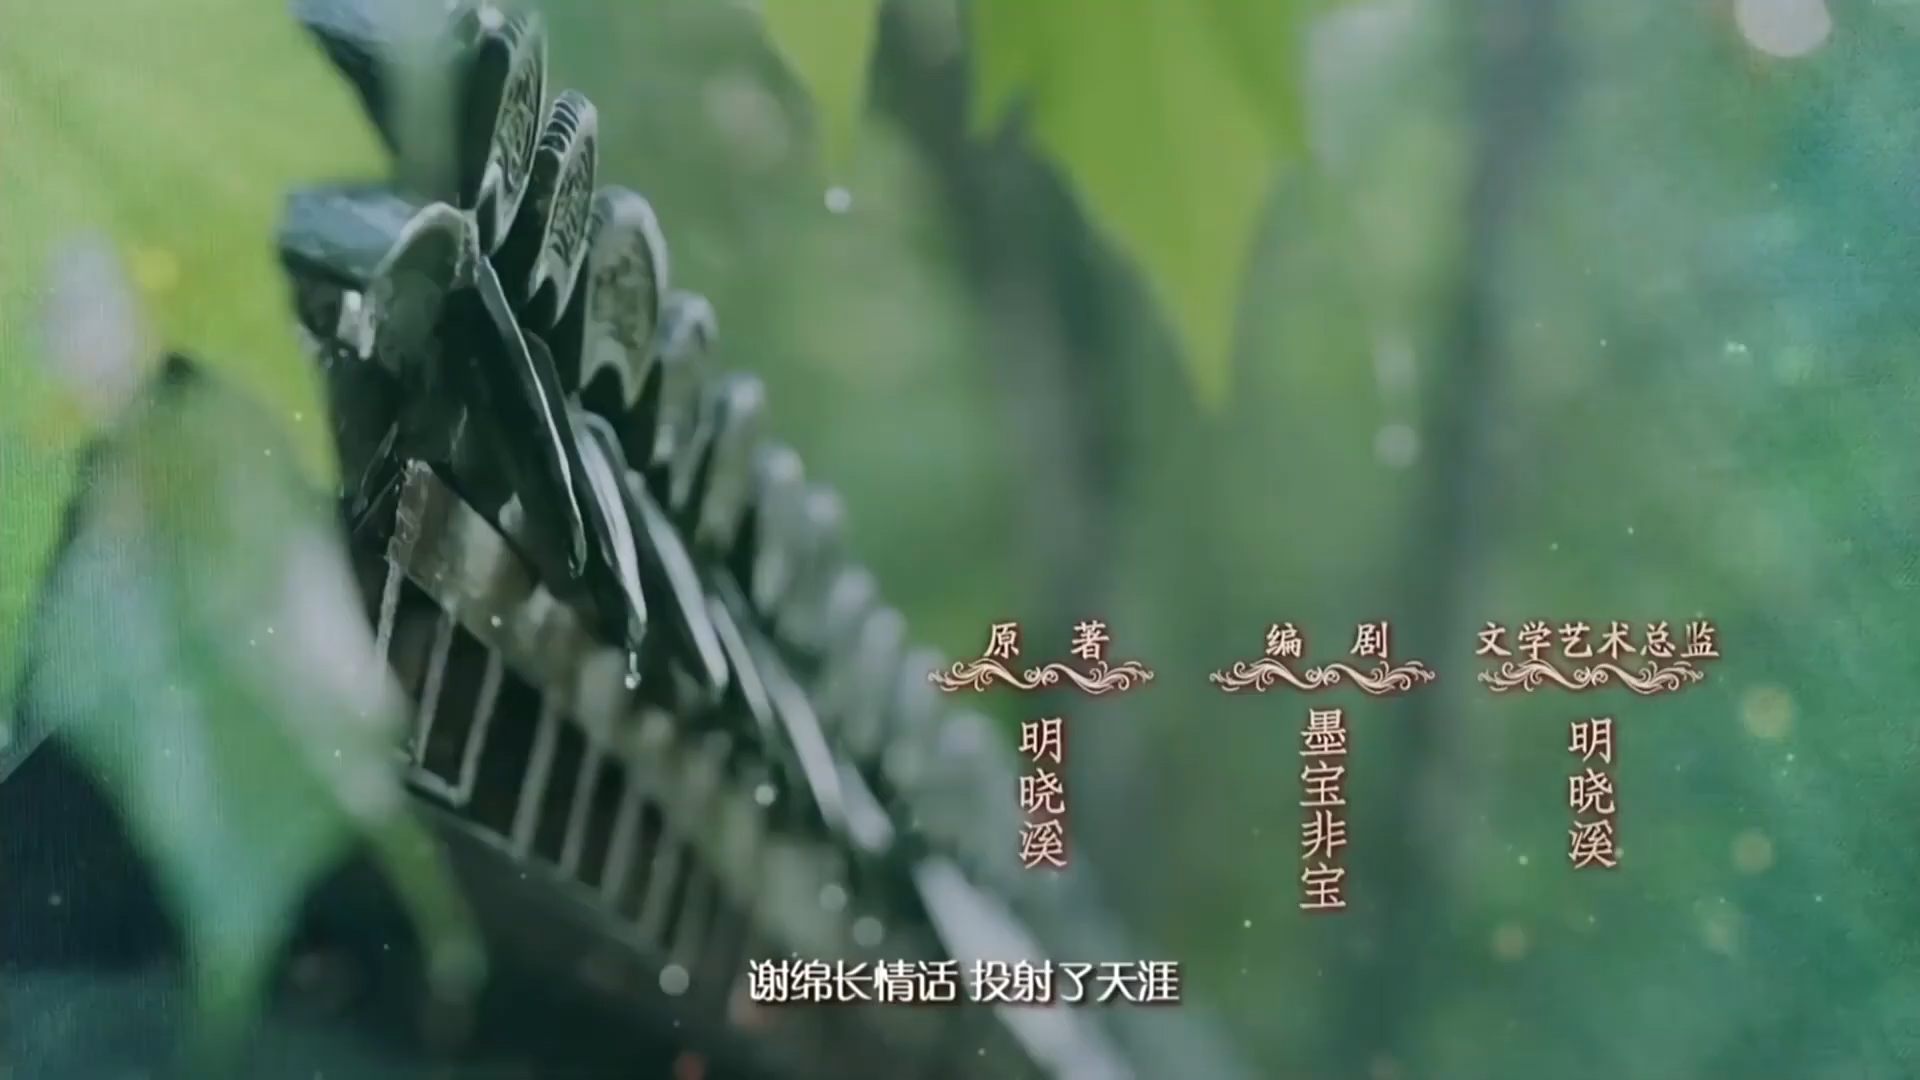 原 著
明晓溪
编 剧
墨宝非宝
文学艺术总监
明晓溪
谢绵长情话 投射了天涯